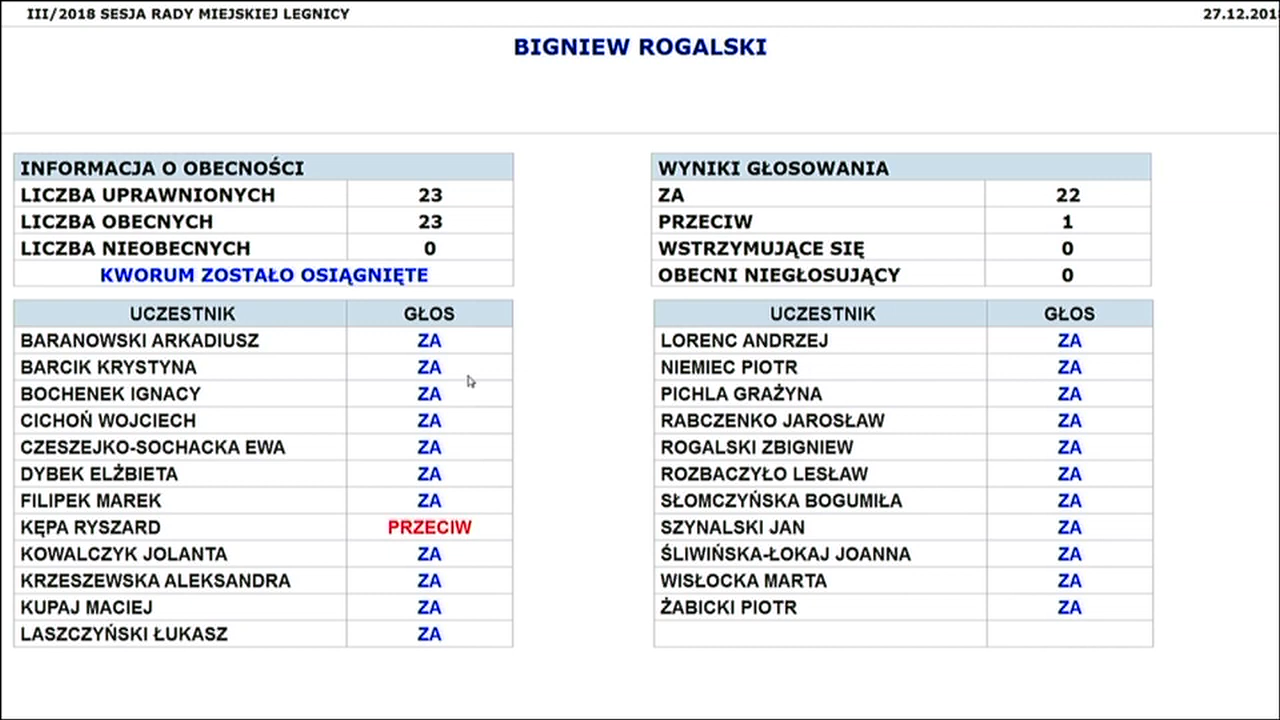 III/2018 SESJA RADY MIEJSKIEJ LEGNICY 27.12.201
BIGNIEW ROGALSKI
INFORMACJA O OBECNOŚCI
LICZBA UPRAWNIONYCH 23
LICZBA OBECNYCH 23
LICZBA NIEOBECNYCH 0
KWORUM ZOSTAŁO OSIĄGNIĘTE
WYNIKI GŁOSOWANIA
ZA 22
PRZECIW 1
WSTRZYMUJĄCE SIĘ 0
OBECNI NIEGŁOSUJĄCY 0
UCZESTNIK GŁOS
BARANOWSKI ARKADIUSZ ZA
BARCIK KRYSTYNA ZA
BOCHENEK IGNACY ZA
CICHOŃ WOJCIECH ZA
CZESZEJKO-SOCHACKA EWA ZA
DYBEK ELŻBIETA ZA
FILIPEK MAREK ZA
KĘPA RYSZARD PRZECIW
KOWALCZYK JOLANTA ZA
KRZESZEWSKA ALEKSANDRA ZA
KUPAJ MACIEJ ZA
LASZCZYŃSKI ŁUKASZ ZA
UCZESTNIK GŁOS
LORENC ANDRZEJ ZA
NIEMIEC PIOTR ZA
PICHLA GRAŻYNA ZA
RABCZENKO JAROSŁAW ZA
ROGALSKI ZBIGNIEW ZA
ROZBACZYŁO LESŁAW ZA
SŁOMCZYŃSKA BOGUMIŁA ZA
SZYNALSKI JAN ZA
ŚLIWIŃSKA-ŁOKAJ JOANNA ZA
WISŁOCKA MARTA ZA
ŻABICKI PIOTR ZA